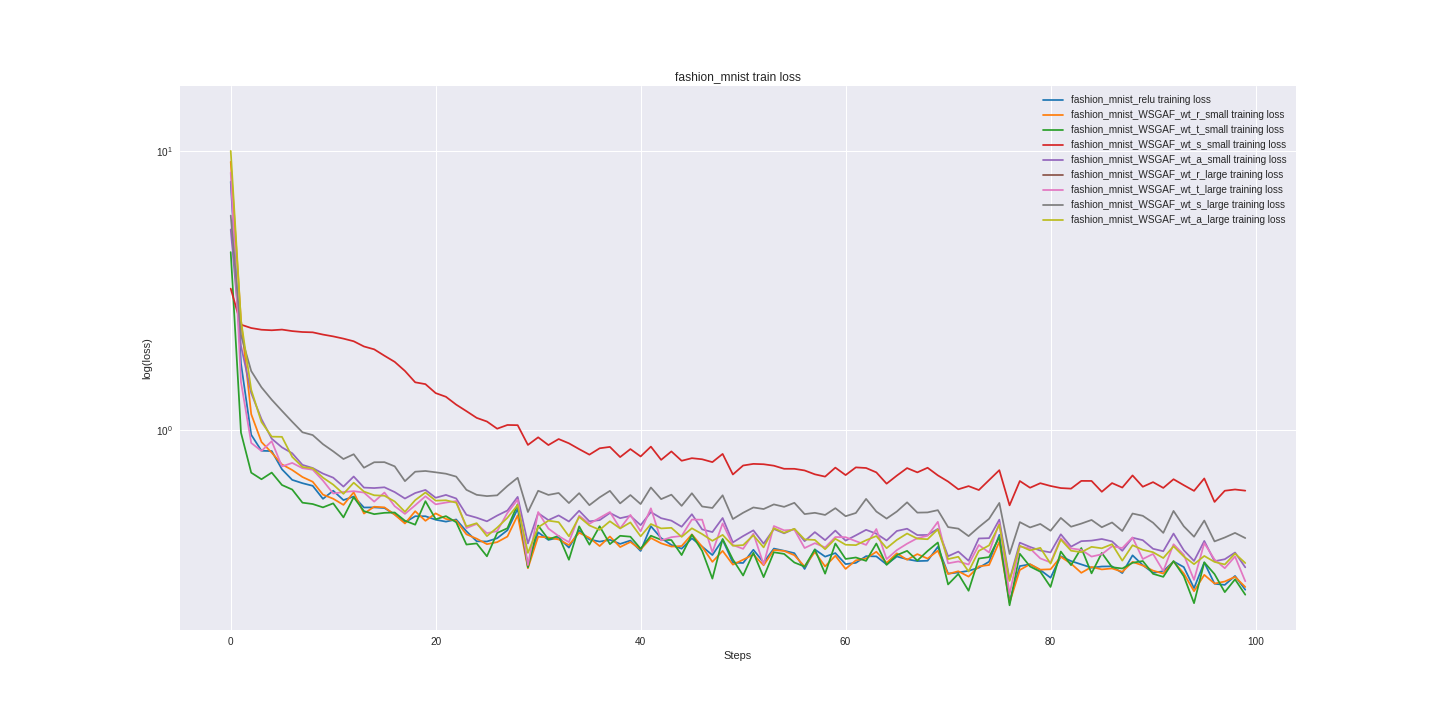 fashion_mnist train loss
fashion_mnist_relu training loss
fashion_mnist_WSGAF_wt_r_small training loss
fashion_mnist_WSGAF_wt_t_small training loss
fashion_mnist_WSGAF_wt_s_small training loss
fashion_mnist_WSGAF_wt_a_small training loss
fashion_mnist_WSGAF_wt_r_large training loss
fashion_mnist_WSGAF_wt_t_large training loss
fashion_mnist_WSGAF_wt_s_large training loss
fashion_mnist_WSGAF_wt_a_large training loss
10¹
log(loss)
10⁰
0 20 40 60 80 100
Steps